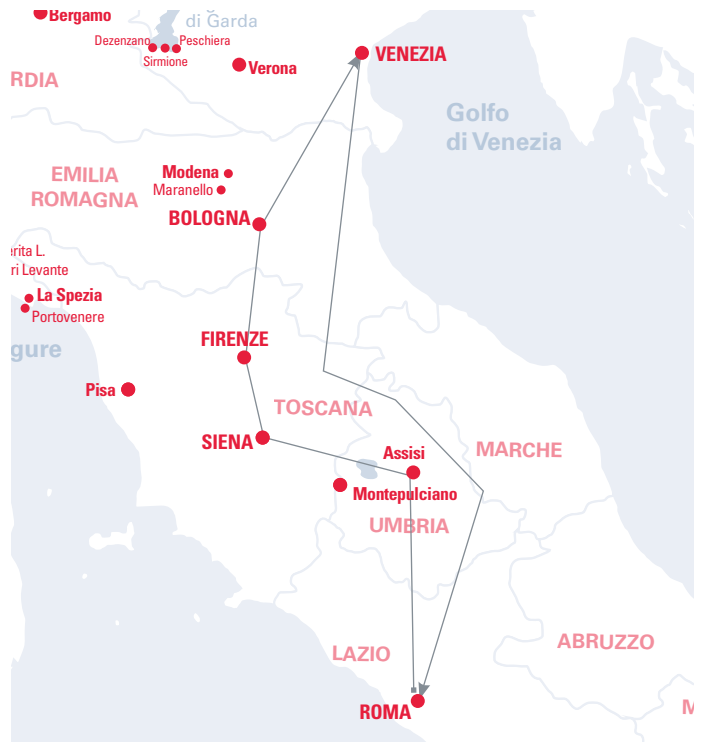 Bergamo
di Garda
Dezenzano
Peschiera
Sirmione
Verona
VENEZIA
RDIA
Golfo
di Venezia
EMILIA
ROMAGNA
Modena
Maranello
BOLOGNA
erita L.
ri Levante
La Spezia
Portovenere
gure
FIRENZE
Pisa
TOSCANA
SIENA
MARCHE
Assisi
Montepulciano
UMBRIA
LAZIO
ABRUZZO
ROMA
M